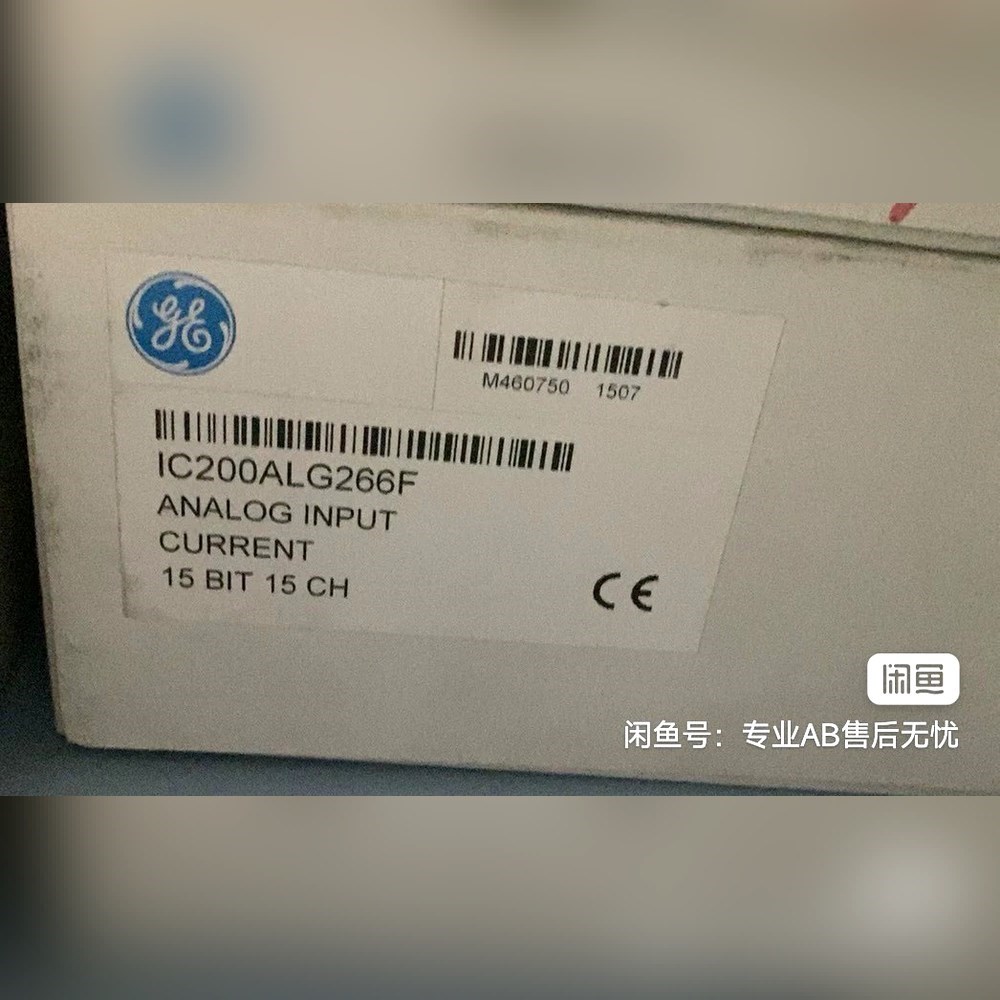 GE
M460750 1507
IC200ALG266F
ANALOG INPUT
CURRENT
15 BIT 15 CH
CE
闲鱼
闲鱼号：专业AB售后无忧